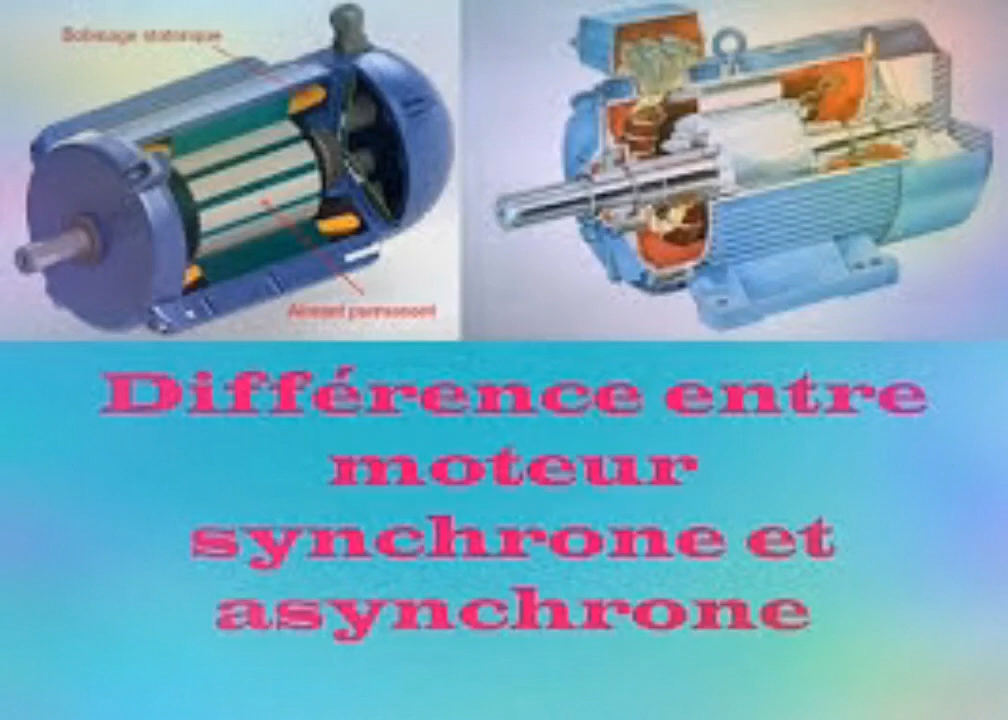 Bobinage statorique
Aimant permanent
Différence entre
moteur
synchrone et
asynchrone